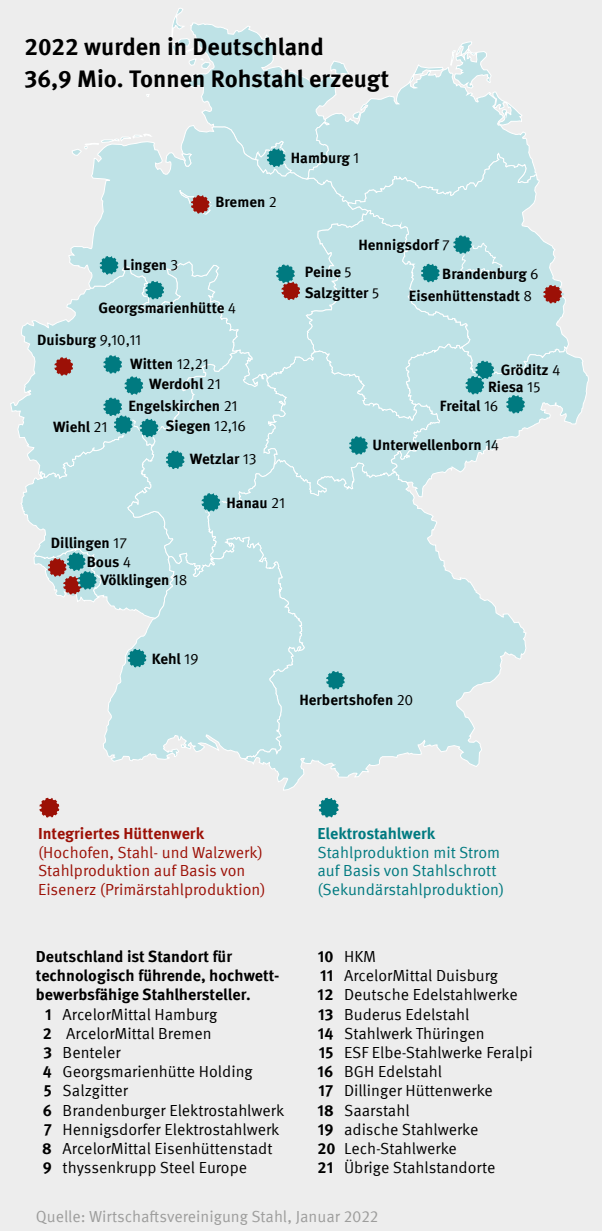 2022 wurden in Deutschland
36,9 Mio. Tonnen Rohstahl erzeugt
Hamburg 1
Bremen 2
Hennigsdorf 7
Lingen 3
Peine 5
Brandenburg 6
Salzgitter 5
Eisenhüttenstadt 8
Georgsmarienhütte 4
Duisburg 9,10,11
Witten 12,21
Gröditz 4
Werdohl 21
Riesa 15
Engelskirchen 21
Freital 16
Wiehl 21
Siegen 12,16
Unterwellenborn 14
Wetzlar 13
Hanau 21
Dillingen 17
Bous 4
Völklingen 18
Kehl 19
Herbertshofen 20
Integriertes Hüttenwerk
(Hochofen, Stahl- und Walzwerk)
Stahlproduktion auf Basis von
Eisenerz (Primärstahlproduktion)
Elektrostahlwerk
Stahlproduktion mit Strom
auf Basis von Stahlschrott
(Sekundärstahlproduktion)
Deutschland ist Standort für
technologisch führende, hochwett-
bewerbsfähige Stahlhersteller.
1 ArcelorMittal Hamburg
2 ArcelorMittal Bremen
3 Benteler
4 Georgsmarienhütte Holding
5 Salzgitter
6 Brandenburger Elektrostahlwerk
7 Hennigsdorfer Elektrostahlwerk
8 ArcelorMittal Eisenhüttenstadt
9 thyssenkrupp Steel Europe
10 HKM
11 ArcelorMittal Duisburg
12 Deutsche Edelstahlwerke
13 Buderus Edelstahl
14 Stahlwerk Thüringen
15 ESF Elbe-Stahlwerke Feralpi
16 BGH Edelstahl
17 Dillinger Hüttenwerke
18 Saarstahl
19 adische Stahlwerke
20 Lech-Stahlwerke
21 Übrige Stahlstandorte
Quelle: Wirtschaftsvereinigung Stahl, Januar 2022